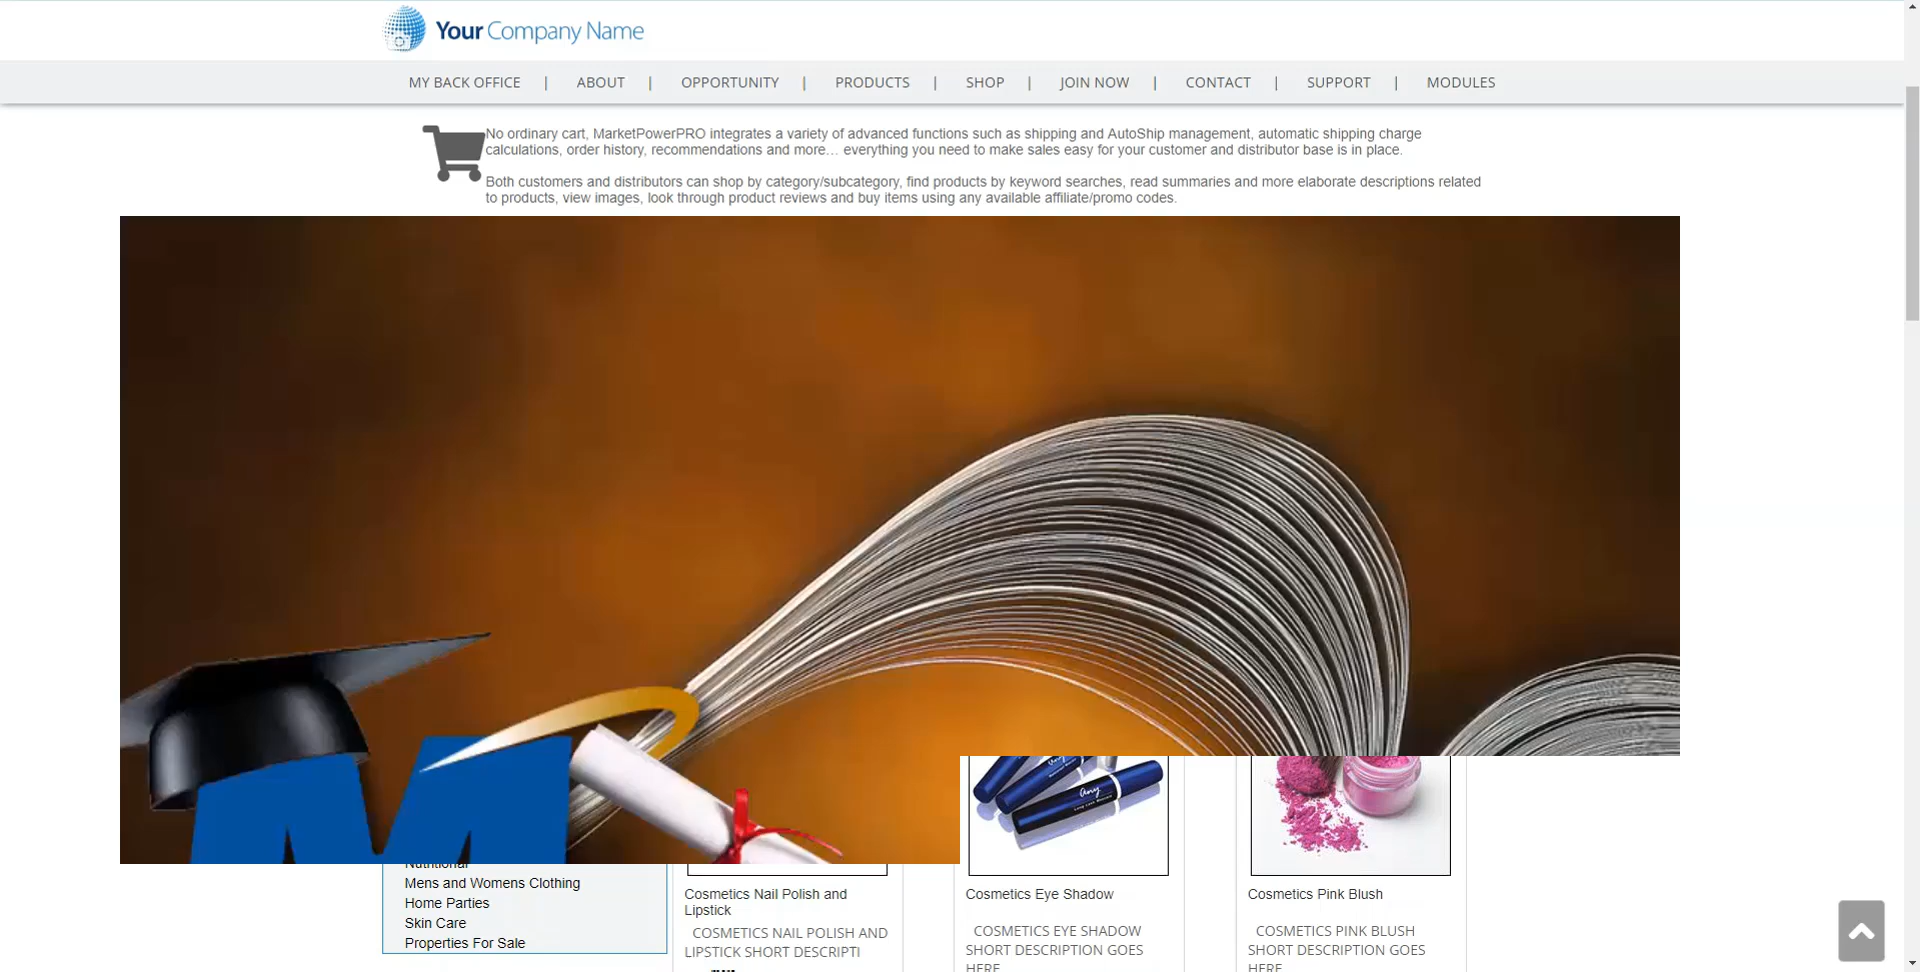 Your Company Name
MY BACK OFFICE | ABOUT | OPPORTUNITY | PRODUCTS | SHOP | JOIN NOW | CONTACT | SUPPORT | MODULES
No ordinary cart, MarketPowerPRO integrates a variety of advanced functions such as shipping and AutoShip management, automatic shipping charge
calculations, order history, recommendations and more… everything you need to make sales easy for your customer and distributor base is in place.
Both customers and distributors can shop by category/subcategory, find products by keyword searches, read summaries and more elaborate descriptions related
to products, view images, look through product reviews and buy items using any available affiliate/promo codes.
M
Nutritional
Mens and Womens Clothing
Home Parties
Skin Care
Properties For Sale
Cosmetics Nail Polish and
Lipstick
COSMETICS NAIL POLISH AND
LIPSTICK SHORT DESCRIPTI
Cosmetics Eye Shadow
COSMETICS EYE SHADOW
SHORT DESCRIPTION GOES
HERE
Cosmetics Pink Blush
COSMETICS PINK BLUSH
SHORT DESCRIPTION GOES
HERE